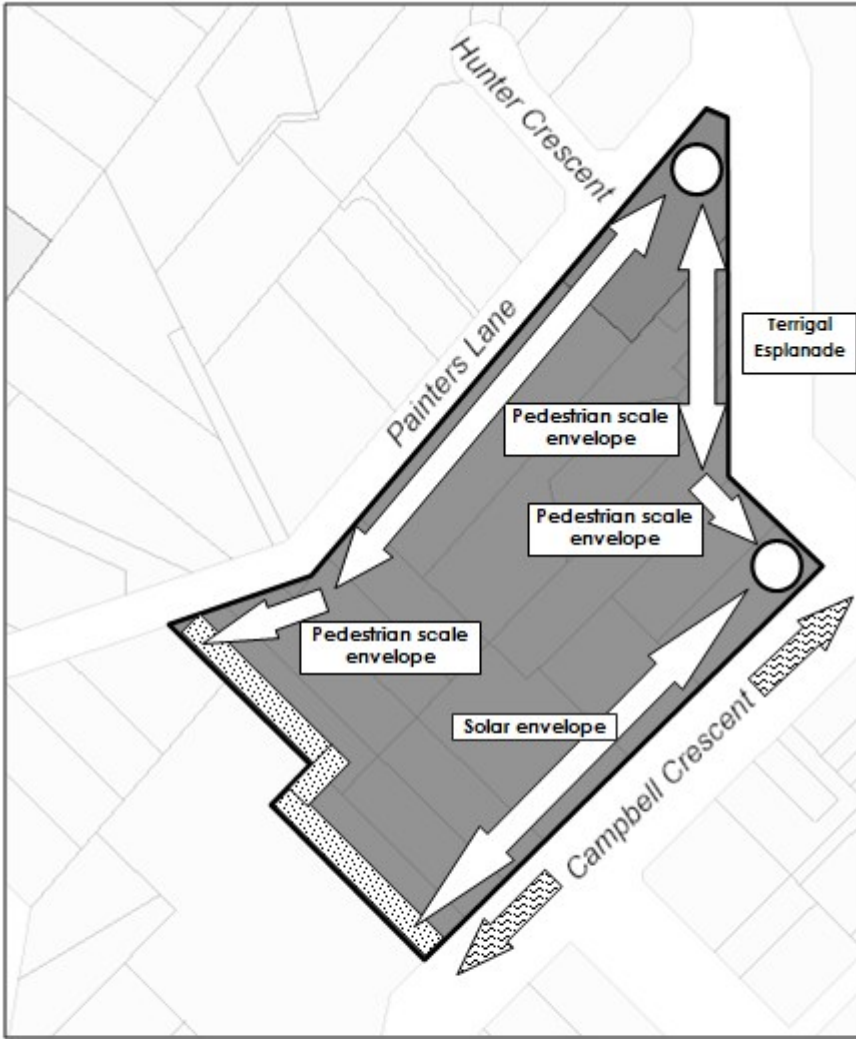 Hunter Crescent
Painters Lane
Terrigal
Esplanade
Pedestrian scale
envelope
Pedestrian scale
envelope
Pedestrian scale
envelope
Solar envelope
Campbell Crescent